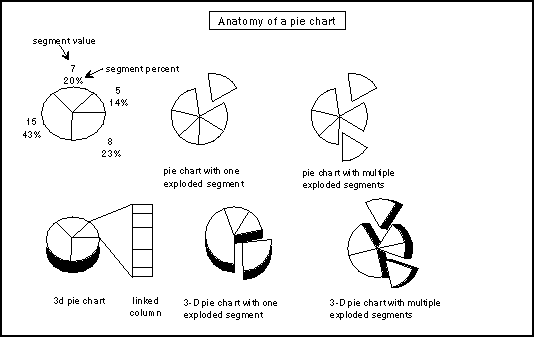 Anatomy of a pie chart
segment value
7
20%
segment percent
5
14%
15
43%
8
23%
pie chart with one
exploded segment
pie chart with multiple
exploded segments
3d pie chart
linked
column
3-D pie chart with one
exploded segment
3-D pie chart with multiple
exploded segments